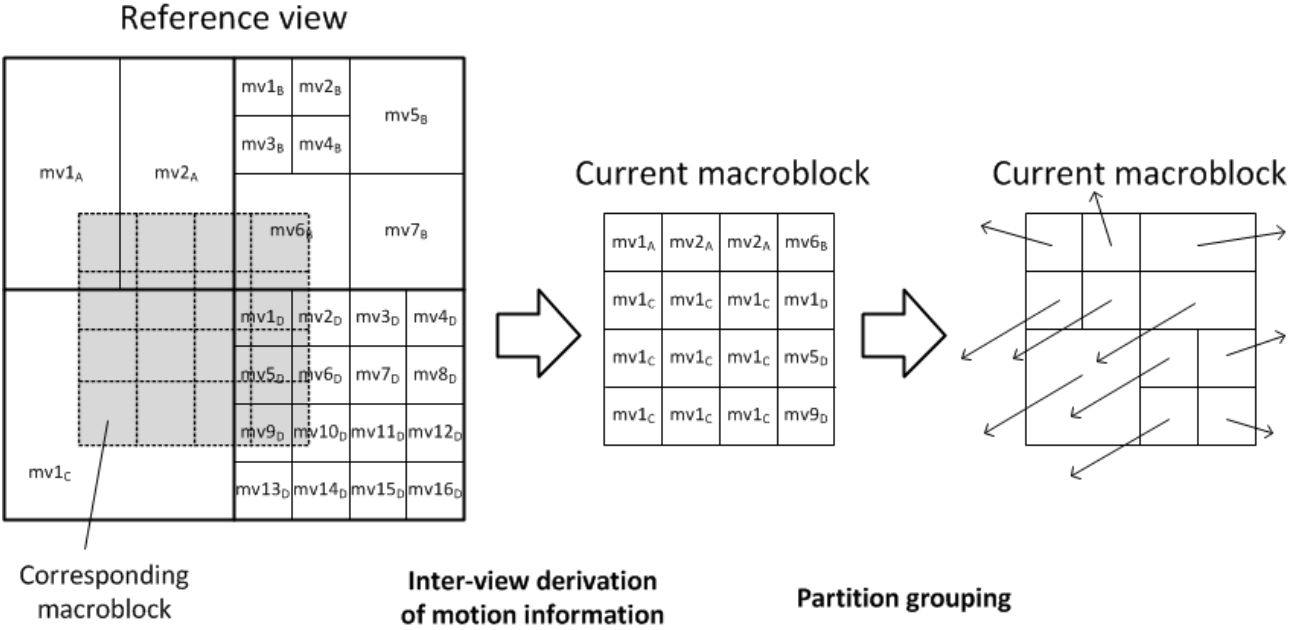 Reference view
mv1B mv2B
mv5B
mv3B mv4B
mv1A mv2A
mv6B mv7B
mv1D mv2D mv3D mv4D
mv5D mv6D mv7D mv8D
mv9D mv10D mv11D mv12D
mv1C
mv13D mv14D mv15D mv16D
Corresponding
macroblock
Current macroblock
mv1A mv2A mv2A mv6B
mv1C mv1C mv1C mv1D
mv1C mv1C mv1C mv5D
mv1C mv1C mv1C mv9D
Current macroblock
Inter-view derivation
of motion information
Partition grouping